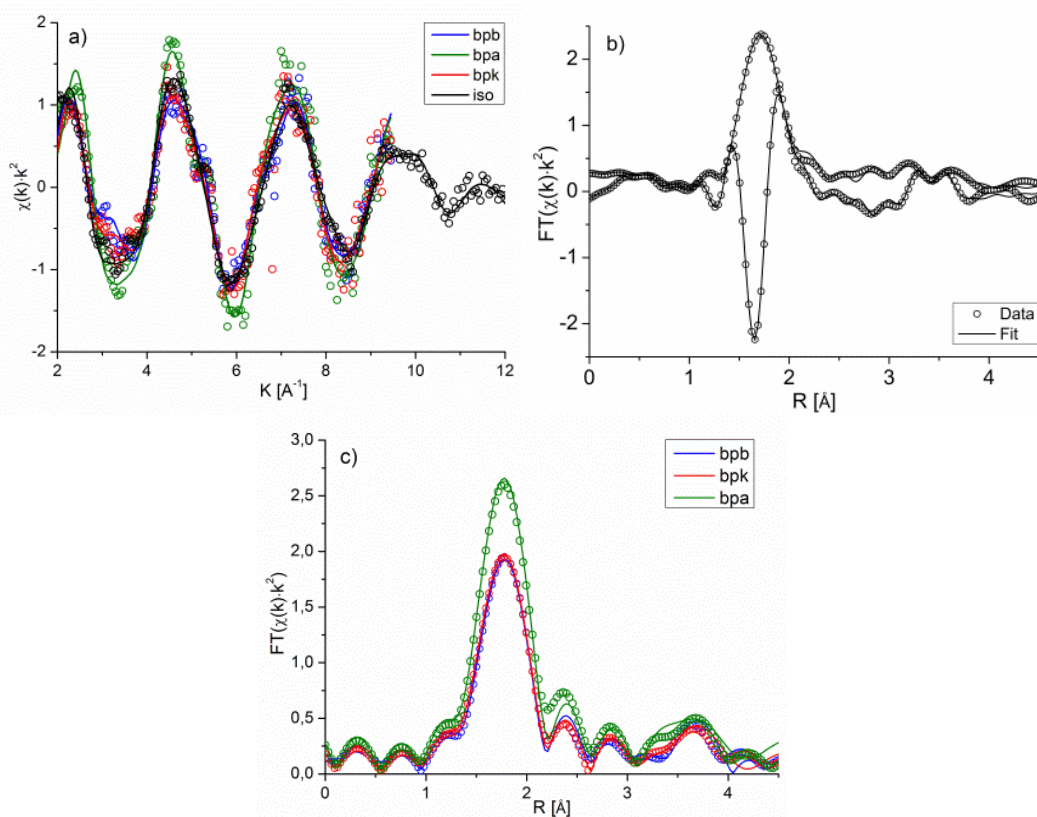 a)
bpb
bpa
bpk
iso
χ(k)·k²
2
1
0
-1
-2
2 4 6 8 10 12
K [A⁻¹]
b)
FT(χ(k)·k²)
2
1
0
-1
-2
Data
Fit
0 1 2 3 4
R [Å]
c)
bpb
bpk
bpa
FT(χ(k)·k²)
3,0
2,5
2,0
1,5
1,0
0,5
0,0
0 1 2 3 4
R [Å]